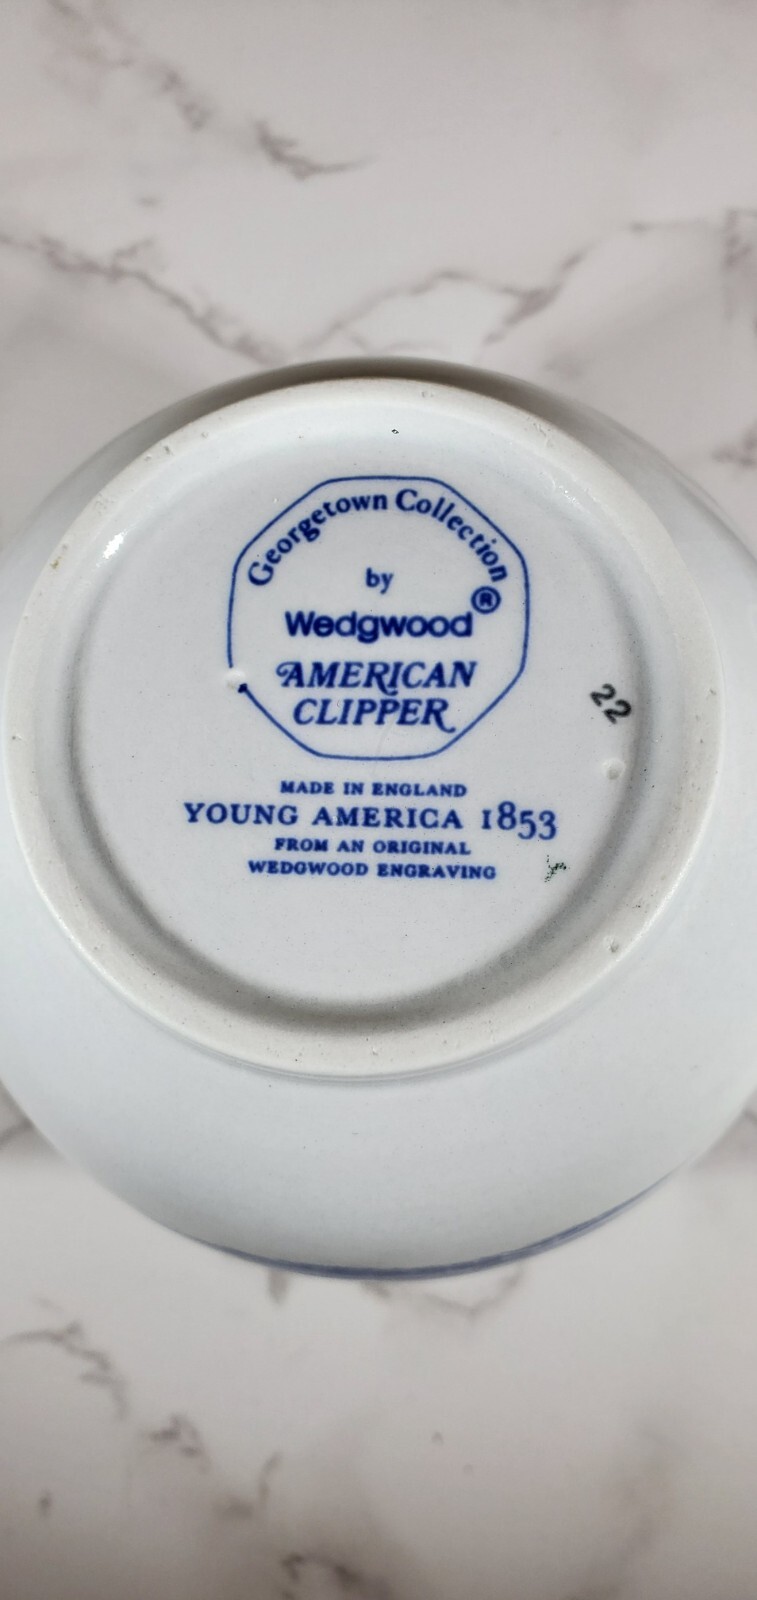 Georgetown Collection
by
Wedgwood®
AMERICAN
CLIPPER
22
MADE IN ENGLAND
YOUNG AMERICA 1853
FROM AN ORIGINAL
WEDGWOOD ENGRAVING